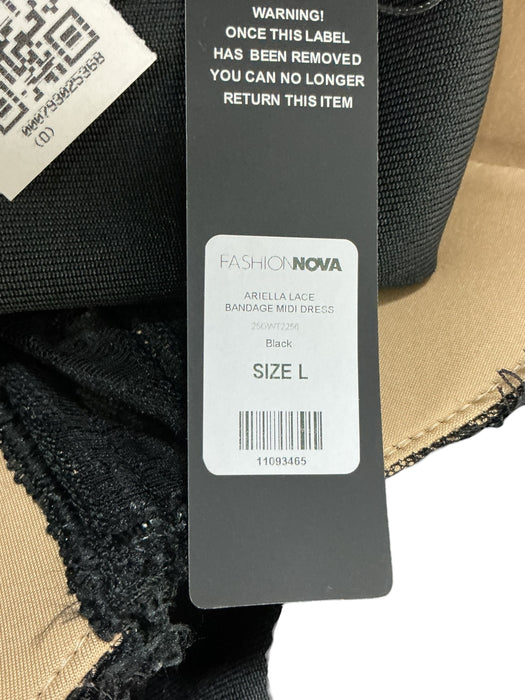 WARNING!
ONCE THIS LABEL
HAS BEEN REMOVED
YOU CAN NO LONGER
RETURN THIS ITEM
000793025368
(0)
FASHIONNOVA
ARIELLA LACE
BANDAGE MIDI DRESS
Black
SIZE L
11093465